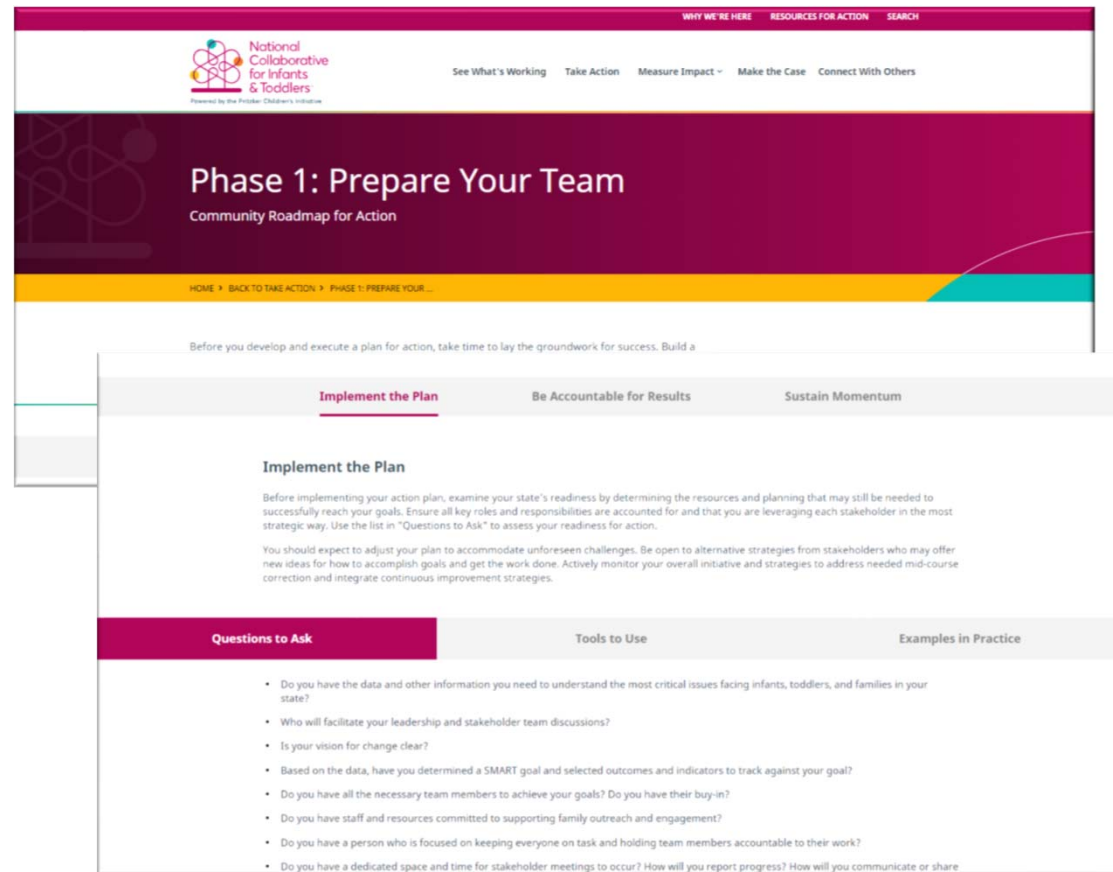 WHY WE'RE HERE RESOURCES FOR ACTION SEARCH
National
Collaborative
for Infants
& Toddlers
Powered by the Pritzker Children's Initiative
See What's Working Take Action Measure Impact Make the Case Connect With Others
Phase 1: Prepare Your Team
Community Roadmap for Action
HOME > BACK TO TAKE ACTION > PHASE 1: PREPARE YOUR ...
Before you develop and execute a plan for action, take time to lay the groundwork for success. Build a
Implement the Plan Be Accountable for Results Sustain Momentum
Implement the Plan
Before implementing your action plan, examine your state's readiness by determining the resources and planning that may still be needed to
successfully reach your goals. Ensure all key roles and responsibilities are accounted for and that you are leveraging each stakeholder in the most
strategic way. Use the list in "Questions to Ask" to assess your readiness for action.
You should expect to adjust your plan to accommodate unforeseen challenges. Be open to alternative strategies from stakeholders who may offer
new ideas for how to accomplish goals and get the work done. Actively monitor your overall initiative and strategies to address needed mid-course
correction and integrate continuous improvement strategies.
Questions to Ask Tools to Use Examples in Practice
• Do you have the data and other information you need to understand the most critical issues facing infants, toddlers, and families in your
state?
• Who will facilitate your leadership and stakeholder team discussions?
• Is your vision for change clear?
• Based on the data, have you determined a SMART goal and selected outcomes and indicators to track against your goal?
• Do you have all the necessary team members to achieve your goals? Do you have their buy-in?
• Do you have staff and resources committed to supporting family outreach and engagement?
• Do you have a person who is focused on keeping everyone on task and holding team members accountable to their work?
• Do you have a dedicated space and time for stakeholder meetings to occur? How will you report progress? How will you communicate or share